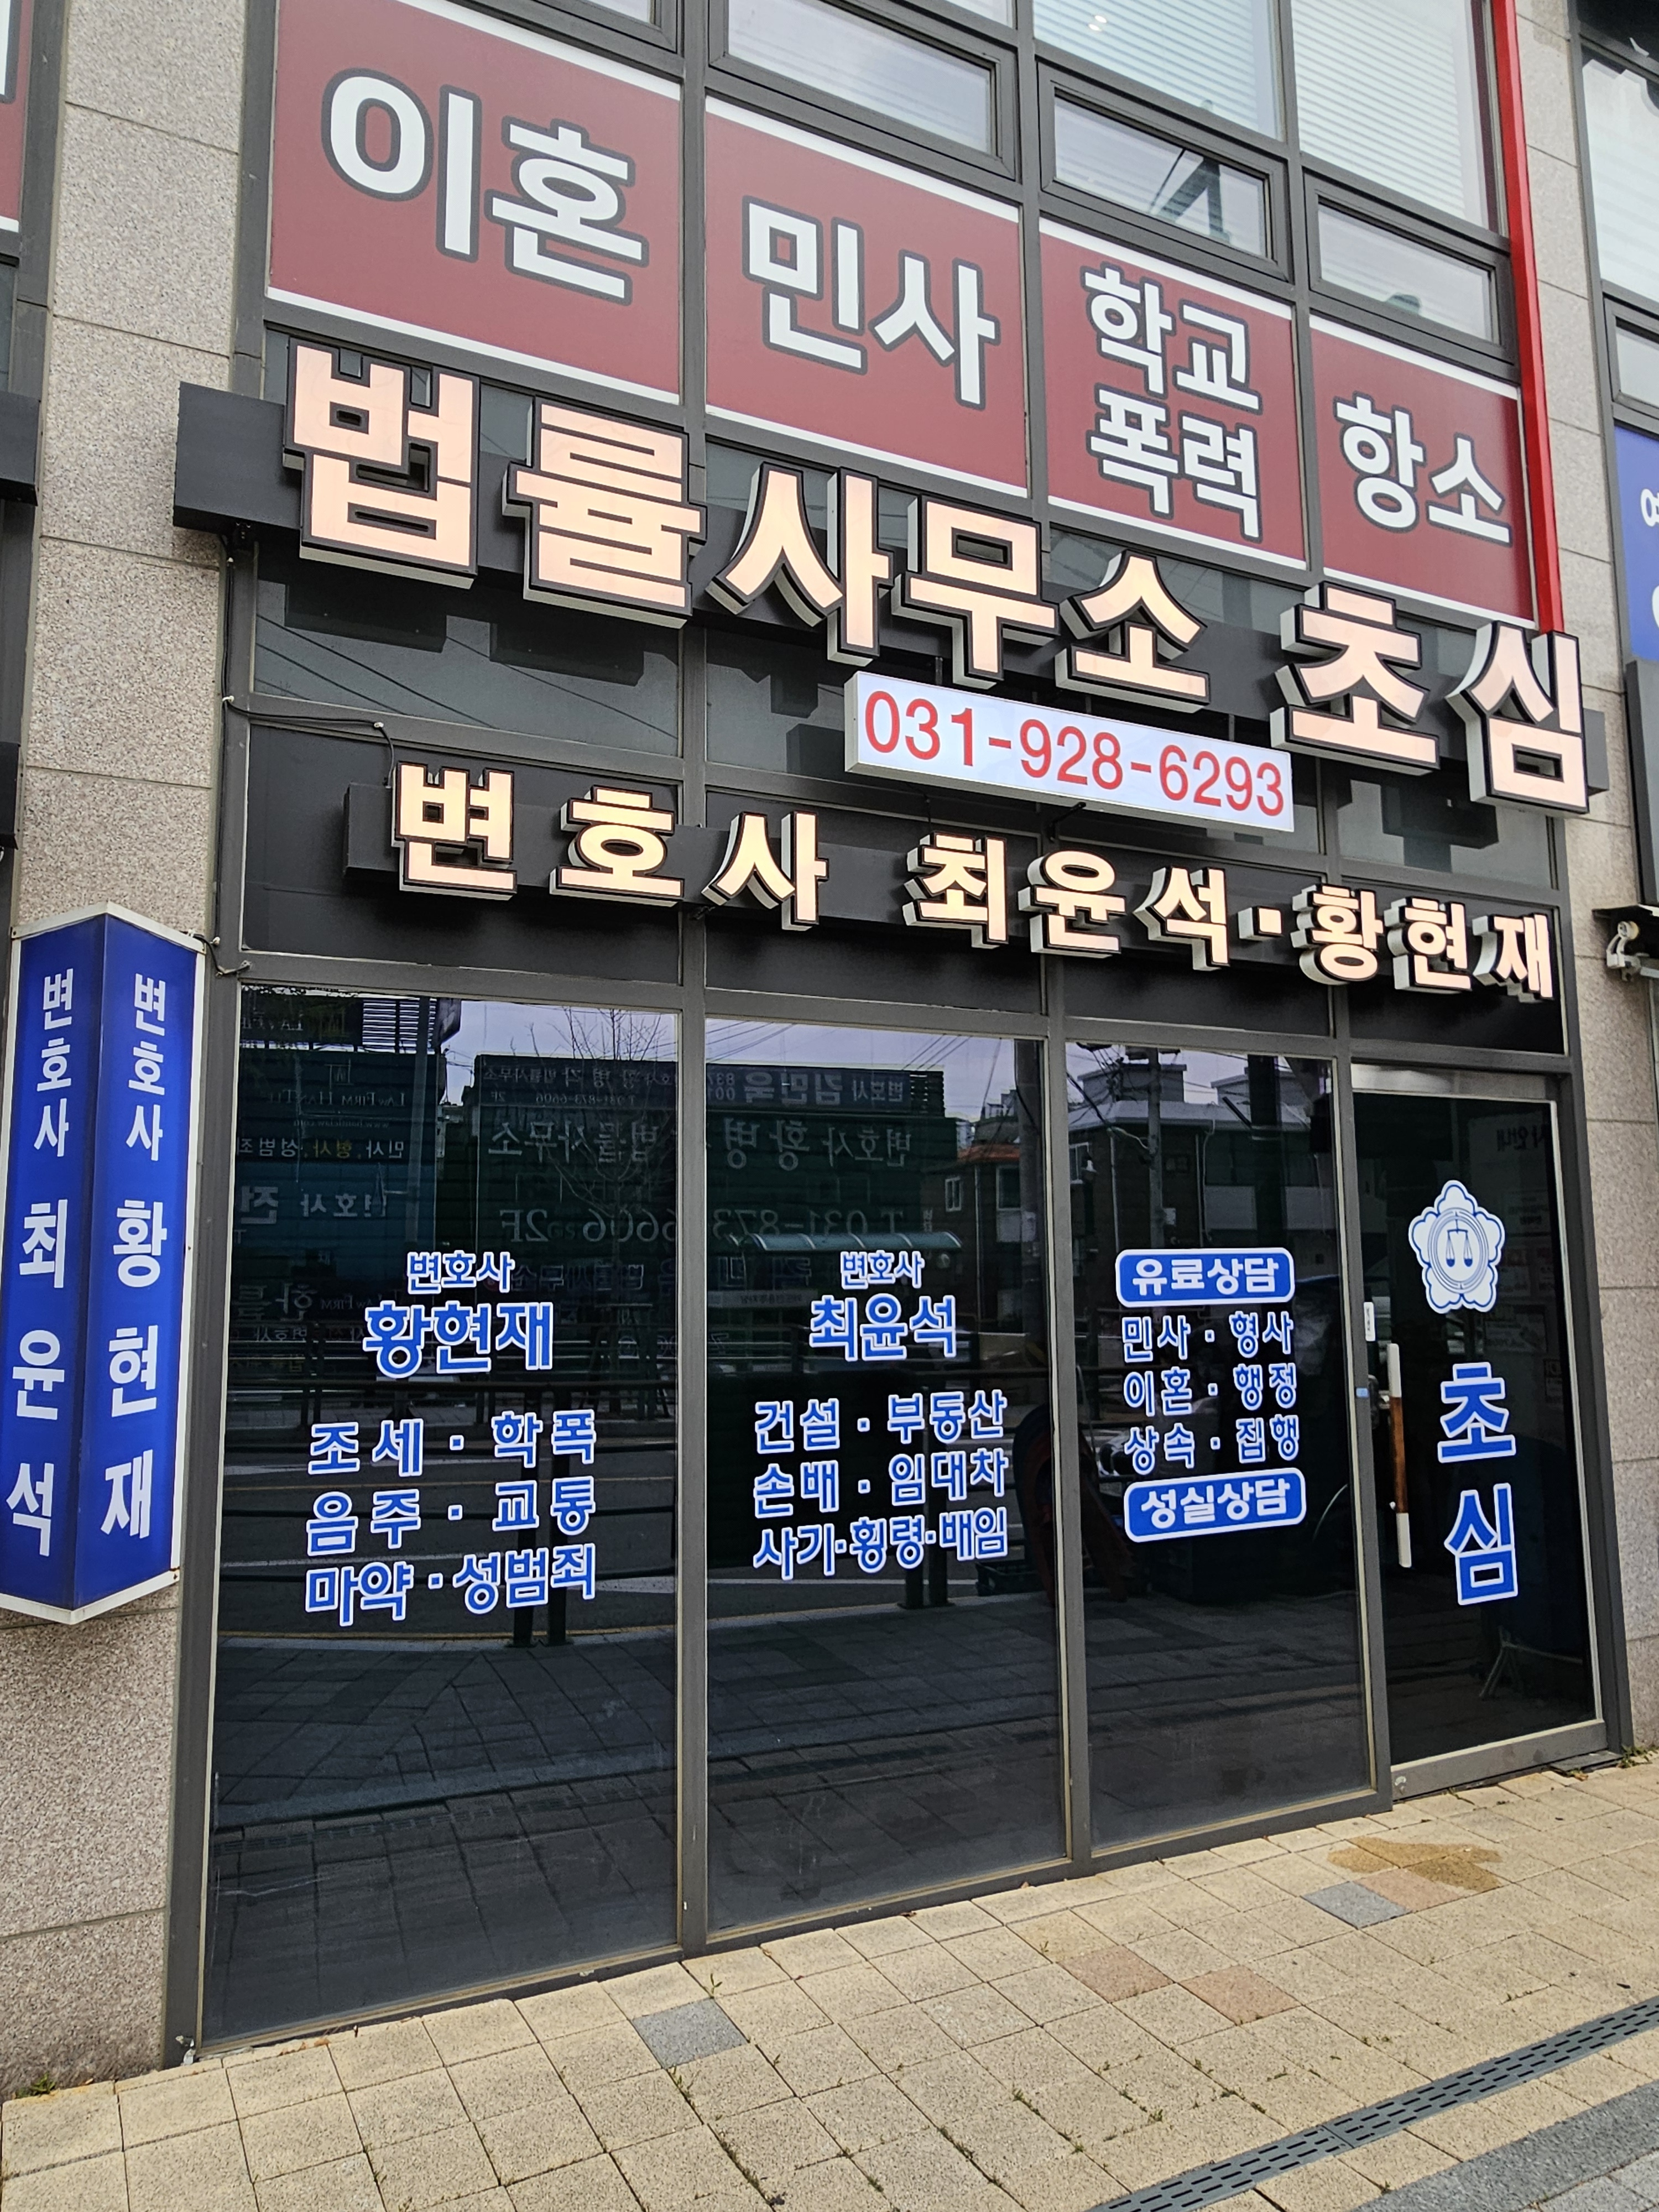 이혼 민사 학교폭력 항소
법률사무소 초심
031-928-6293
변호사 최윤석·황현재
변호사 최윤석
변호사 황현재
변호사
황현재
조세 · 학폭
음주 · 교통
마약 · 성범죄
변호사
최윤석
건설 · 부동산
손배 · 임대차
사기·횡령·배임
유료상담
민사 · 형사
이혼 · 행정
상속 · 집행
성실상담
초심